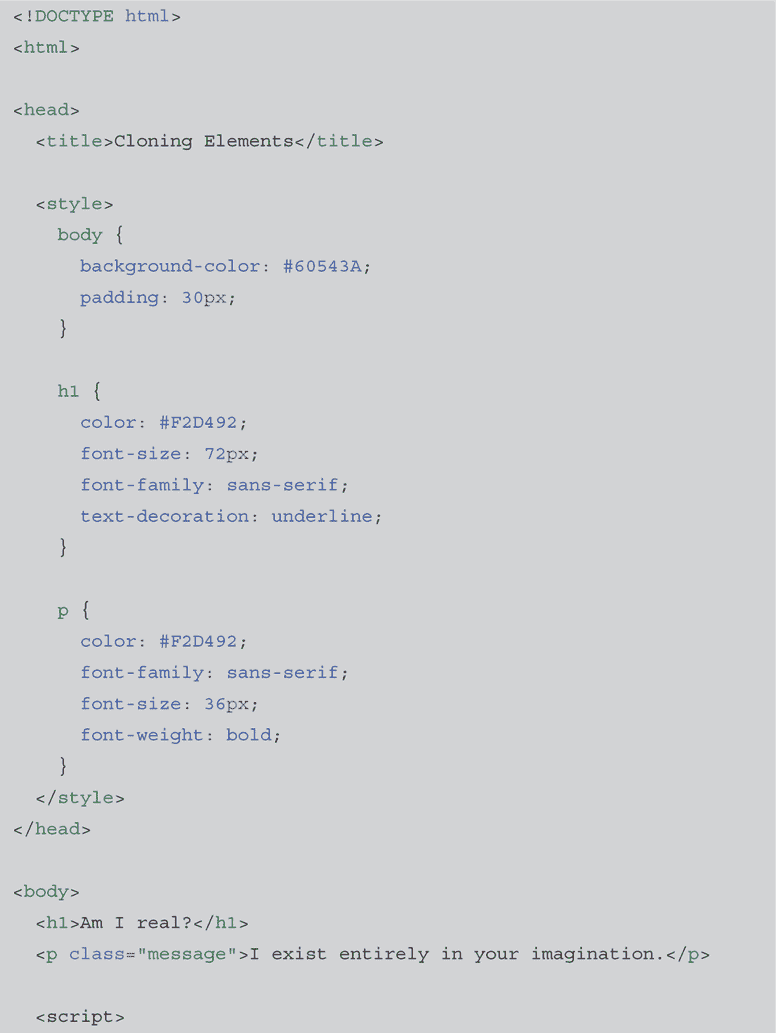 <!DOCTYPE html>
<html>
<head>
<title>Cloning Elements</title>
<style>
body {
background-color: #60543A;
padding: 30px;
}
h1 {
color: #F2D492;
font-size: 72px;
font-family: sans-serif;
text-decoration: underline;
}
p {
color: #F2D492;
font-family: sans-serif;
font-size: 36px;
font-weight: bold;
}
</style>
</head>
<body>
<h1>Am I real?</h1>
<p class="message">I exist entirely in your imagination.</p>
<script>